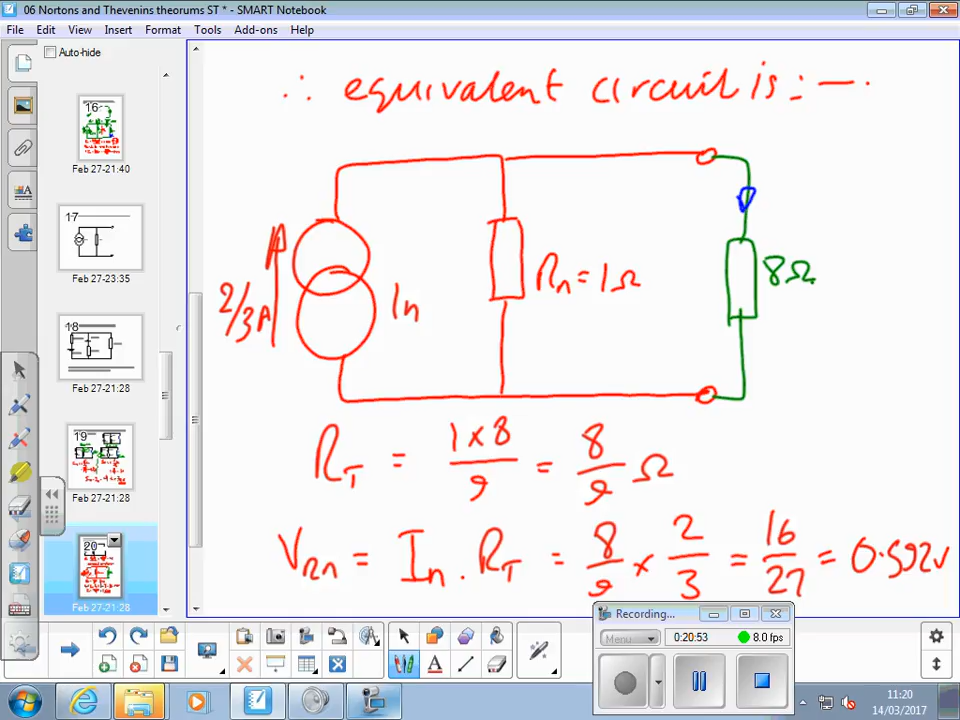 06 Nortons and Thevenins theorums ST * - SMART Notebook
File Edit View Insert Format Tools Add-ons Help
Auto-hide
16
Feb 27-21:40
17
Feb 27-23:35
18
Feb 27-21:28
19
Feb 27-21:28
20
Feb 27-21:28
∴ equivalent circuit is :-
2/3A
In
Rn = 1Ω
8Ω
RT = 1×8/9 = 8/9 Ω
VRn = In . RT = 8/9 × 2/3 = 16/27 = 0.592v
Recording...
Menu
0:20:53
8.0 fps
11:20
14/03/2017